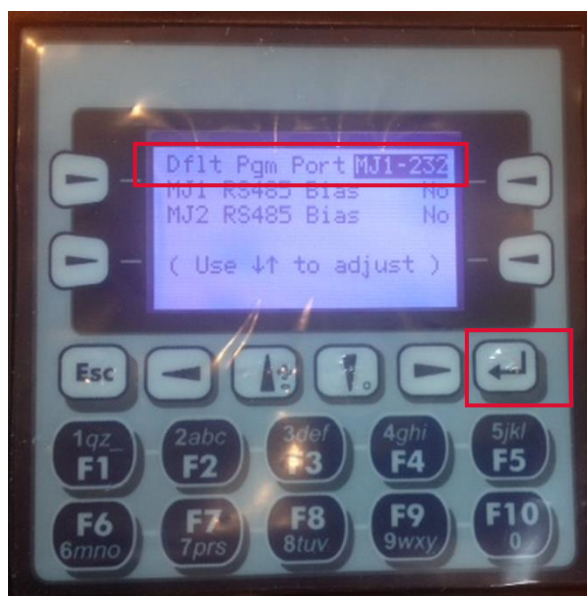 Dflt Pgm Port MJ1-232
MJ1 RS485 Bias No
MJ2 RS485 Bias No
( Use ↓↑ to adjust )
Esc
1qz_
F1
2abc
F2
3def
F3
4ghi
F4
5jkl
F5
F6
6mno
F7
7prs
F8
8tuv
F9
9wxy
F10
0